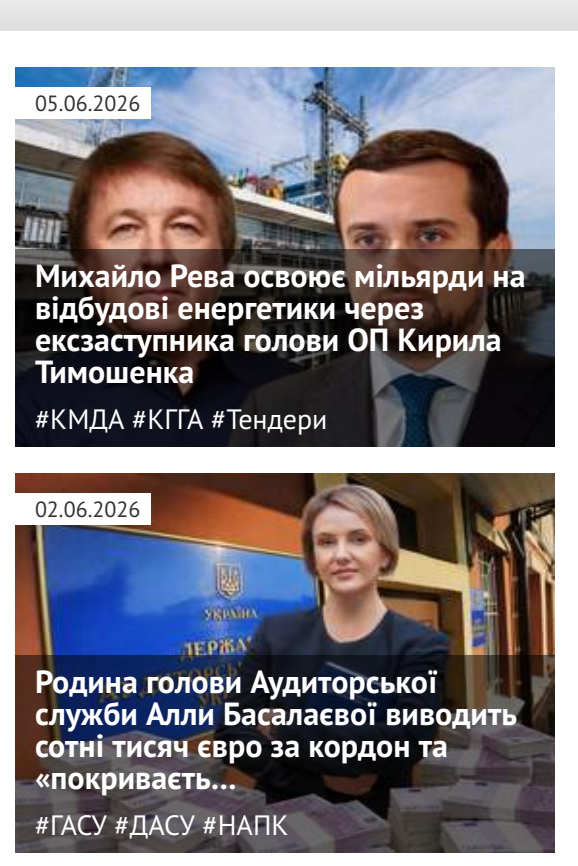 05.06.2026
Михайло Рева освоює мільярди на
відбудові енергетики через
ексзаступника голови ОП Кирила
Тимошенка
#КМДА #КГГА #Тендери
02.06.2026
УКРАЇНА
ДЕРЖА
Родина голови Аудиторської
служби Алли Басалаєвої виводить
сотні тисяч євро за кордон та
«покриваєть...
#ГАСУ #ДАСУ #НАПК